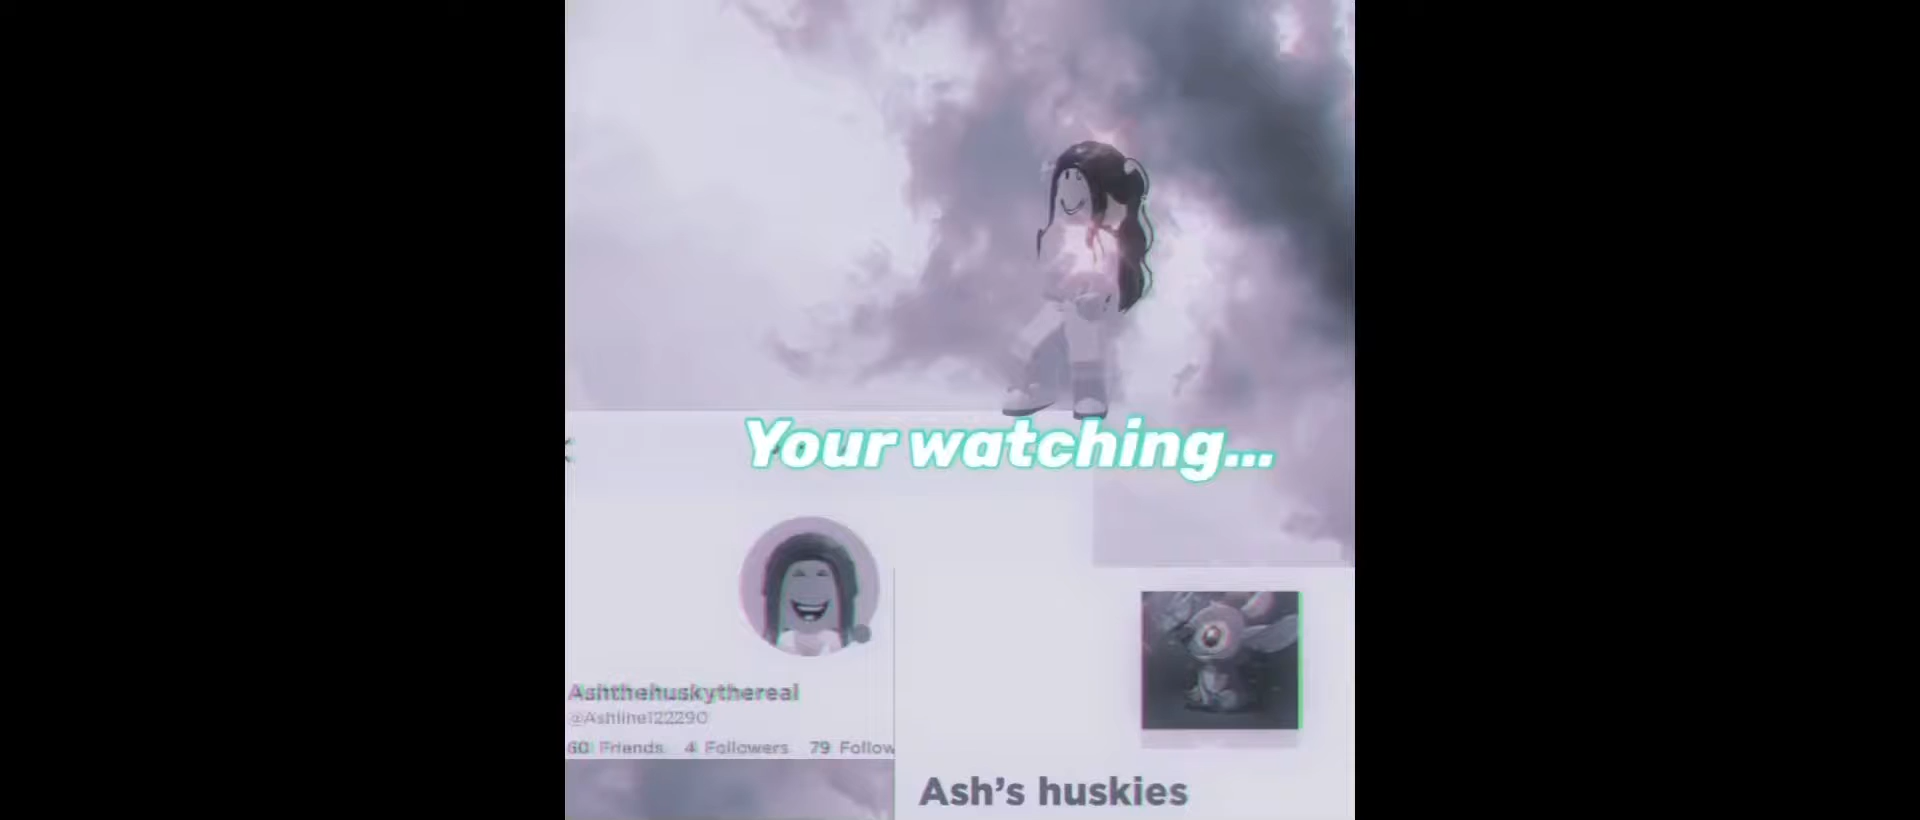 Your watching...
Ashthehuskythereal
@Ashline122290
60 Friends 4 Followers 79 Follow
Ash's huskies